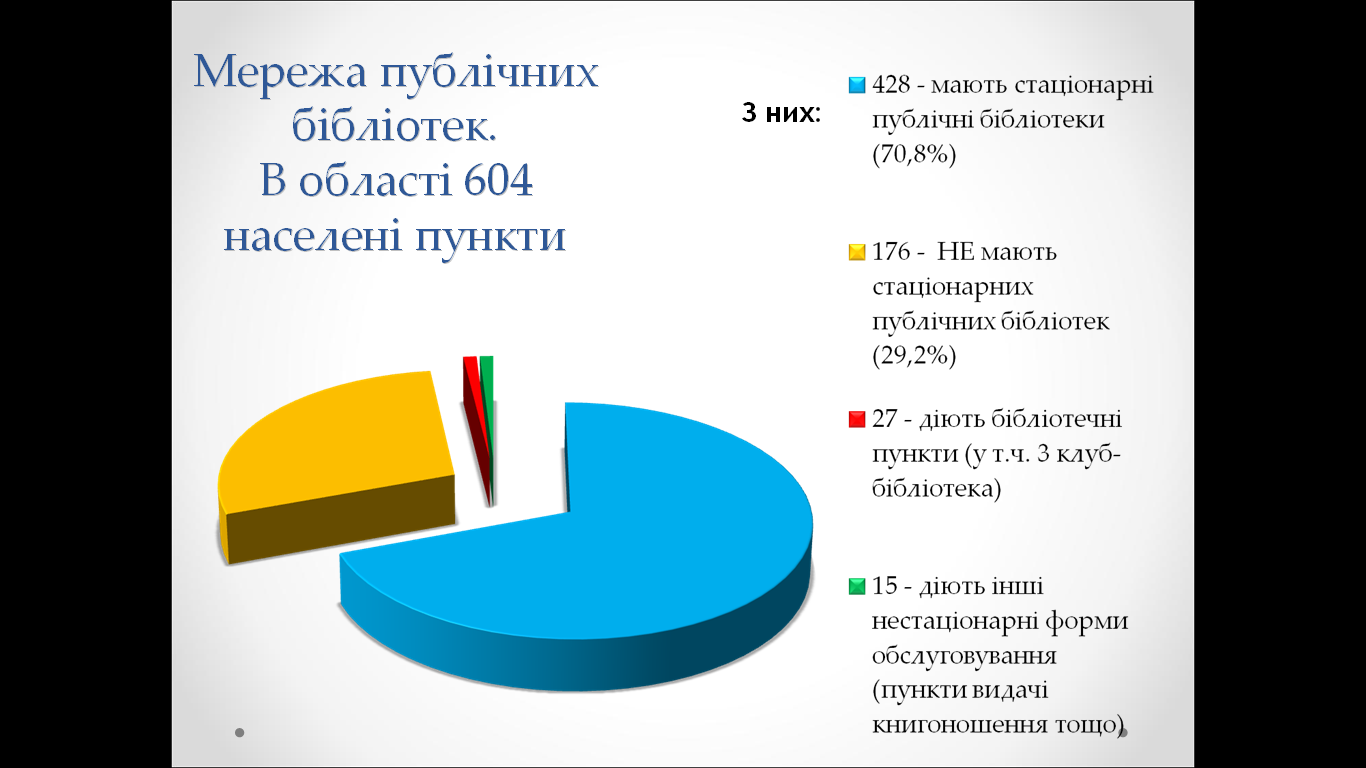 Мережа публічних
бібліотек.
В області 604
населені пункти
З них:
428 - мають стаціонарні
публічні бібліотеки
(70,8%)
176 - НЕ мають
стаціонарних
публічних бібліотек
(29,2%)
27 - діють бібліотечні
пункти (у т.ч. 3 клуб-
бібліотека)
15 - діють інші
нестаціонарні форми
обслуговування
(пункти видачі
книгоношення тощо)